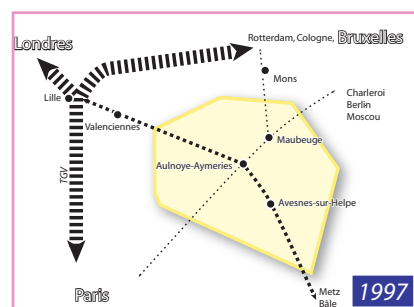 Rotterdam, Cologne, Bruxelles
Londres
Mons
Lille
Charleroi
Berlin
Moscou
Valenciennes
Maubeuge
Aulnoye-Aymeries
TGV
Avesnes-sur-Helpe
Paris
Metz
Bâle
1997